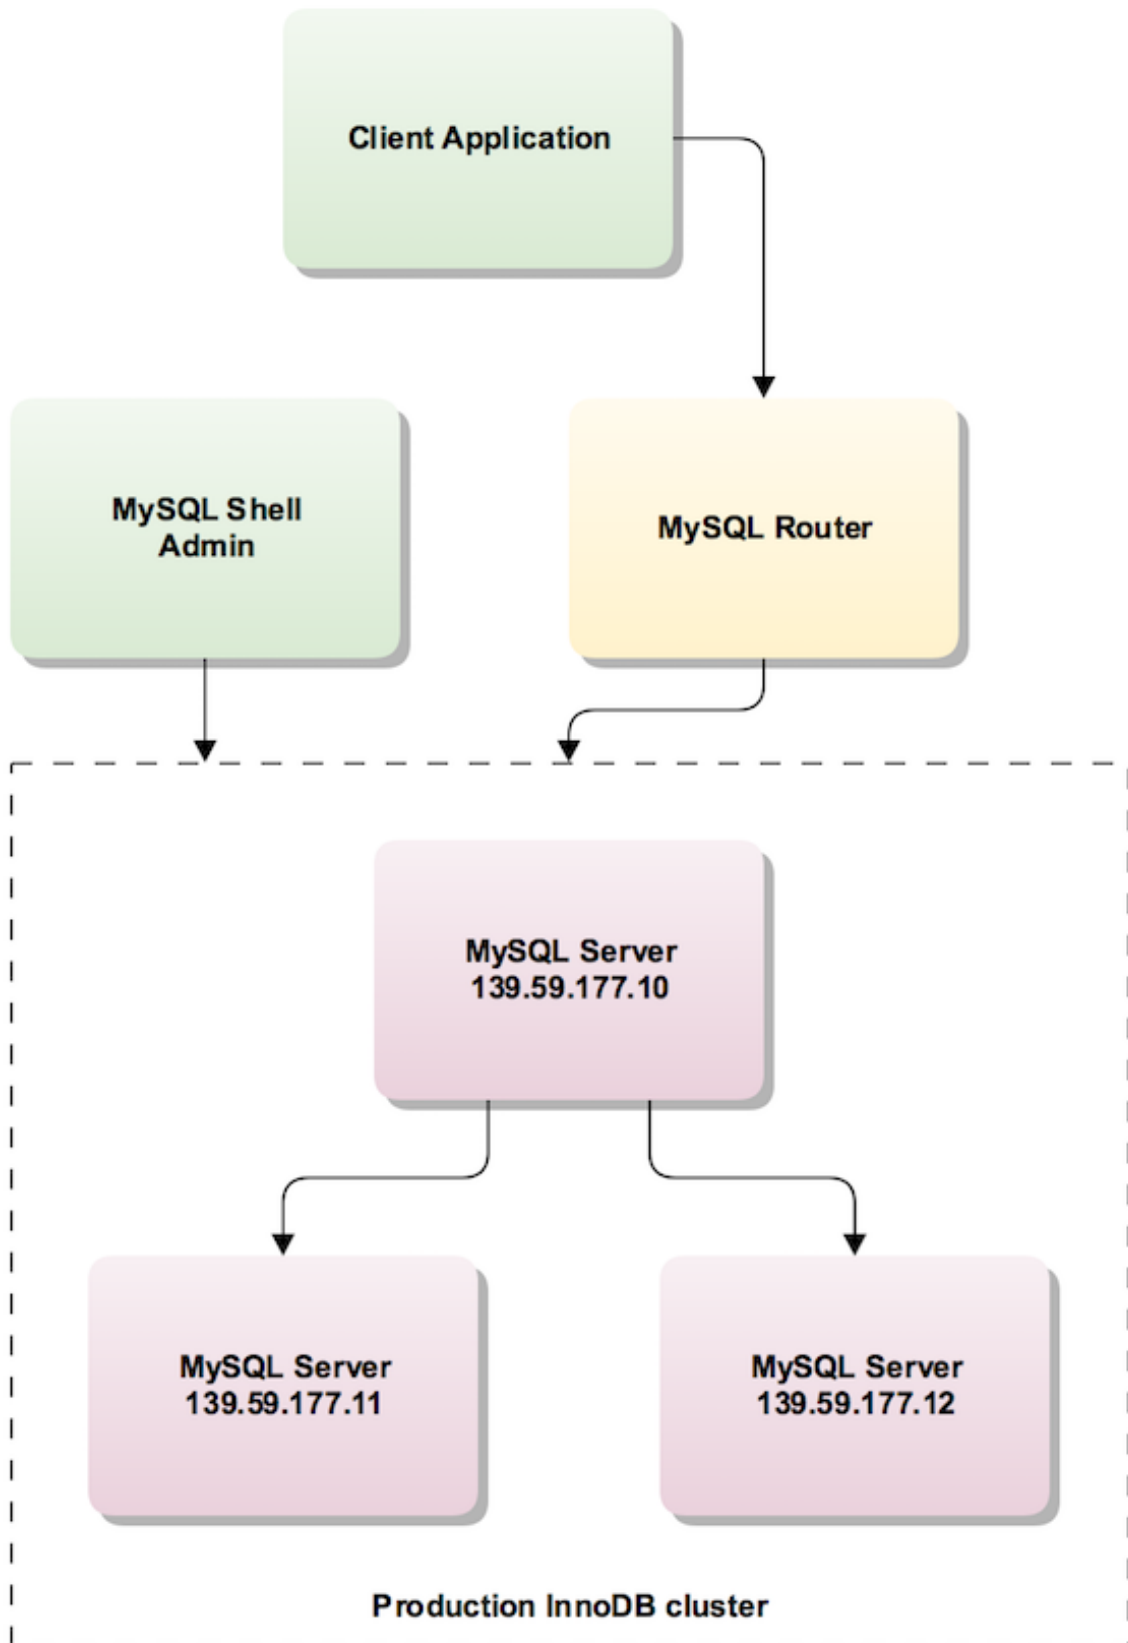 Client Application
MySQL Shell
Admin
MySQL Router
MySQL Server
139.59.177.10
MySQL Server
139.59.177.11
MySQL Server
139.59.177.12
Production InnoDB cluster